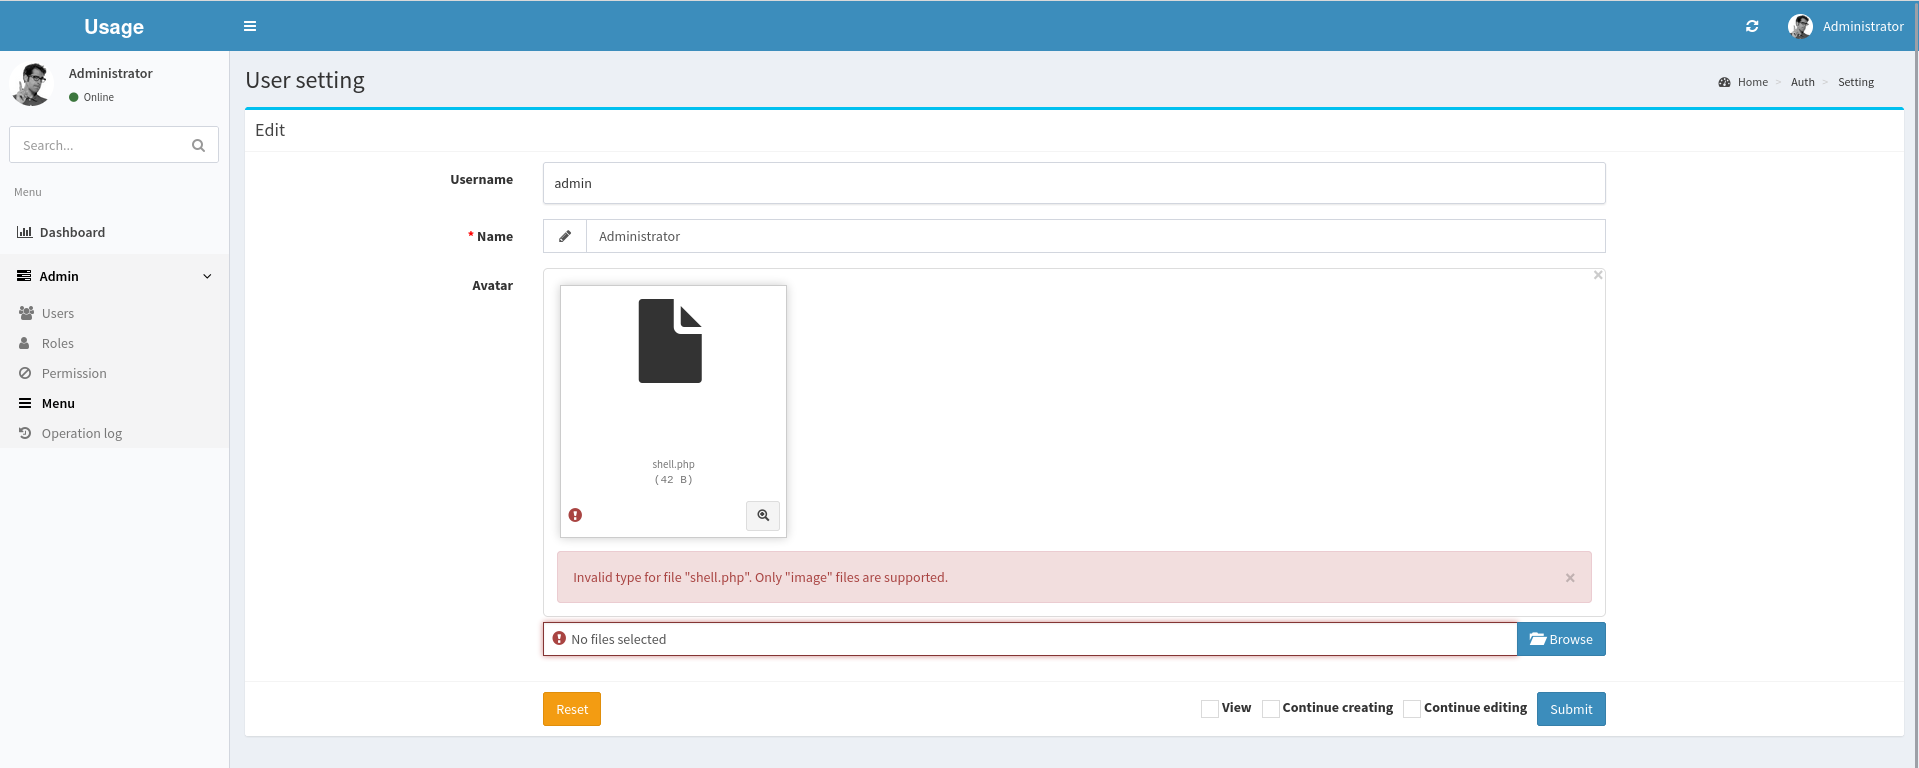 Usage
Administrator
Administrator
Online
Search...
Menu
Dashboard
Admin
Users
Roles
Permission
Menu
Operation log
User setting
Home > Auth > Setting
Edit
Username
admin
* Name
Administrator
Avatar
×
shell.php
(42 B)
Invalid type for file "shell.php". Only "image" files are supported.
×
No files selected
Browse
Reset
View
Continue creating
Continue editing
Submit